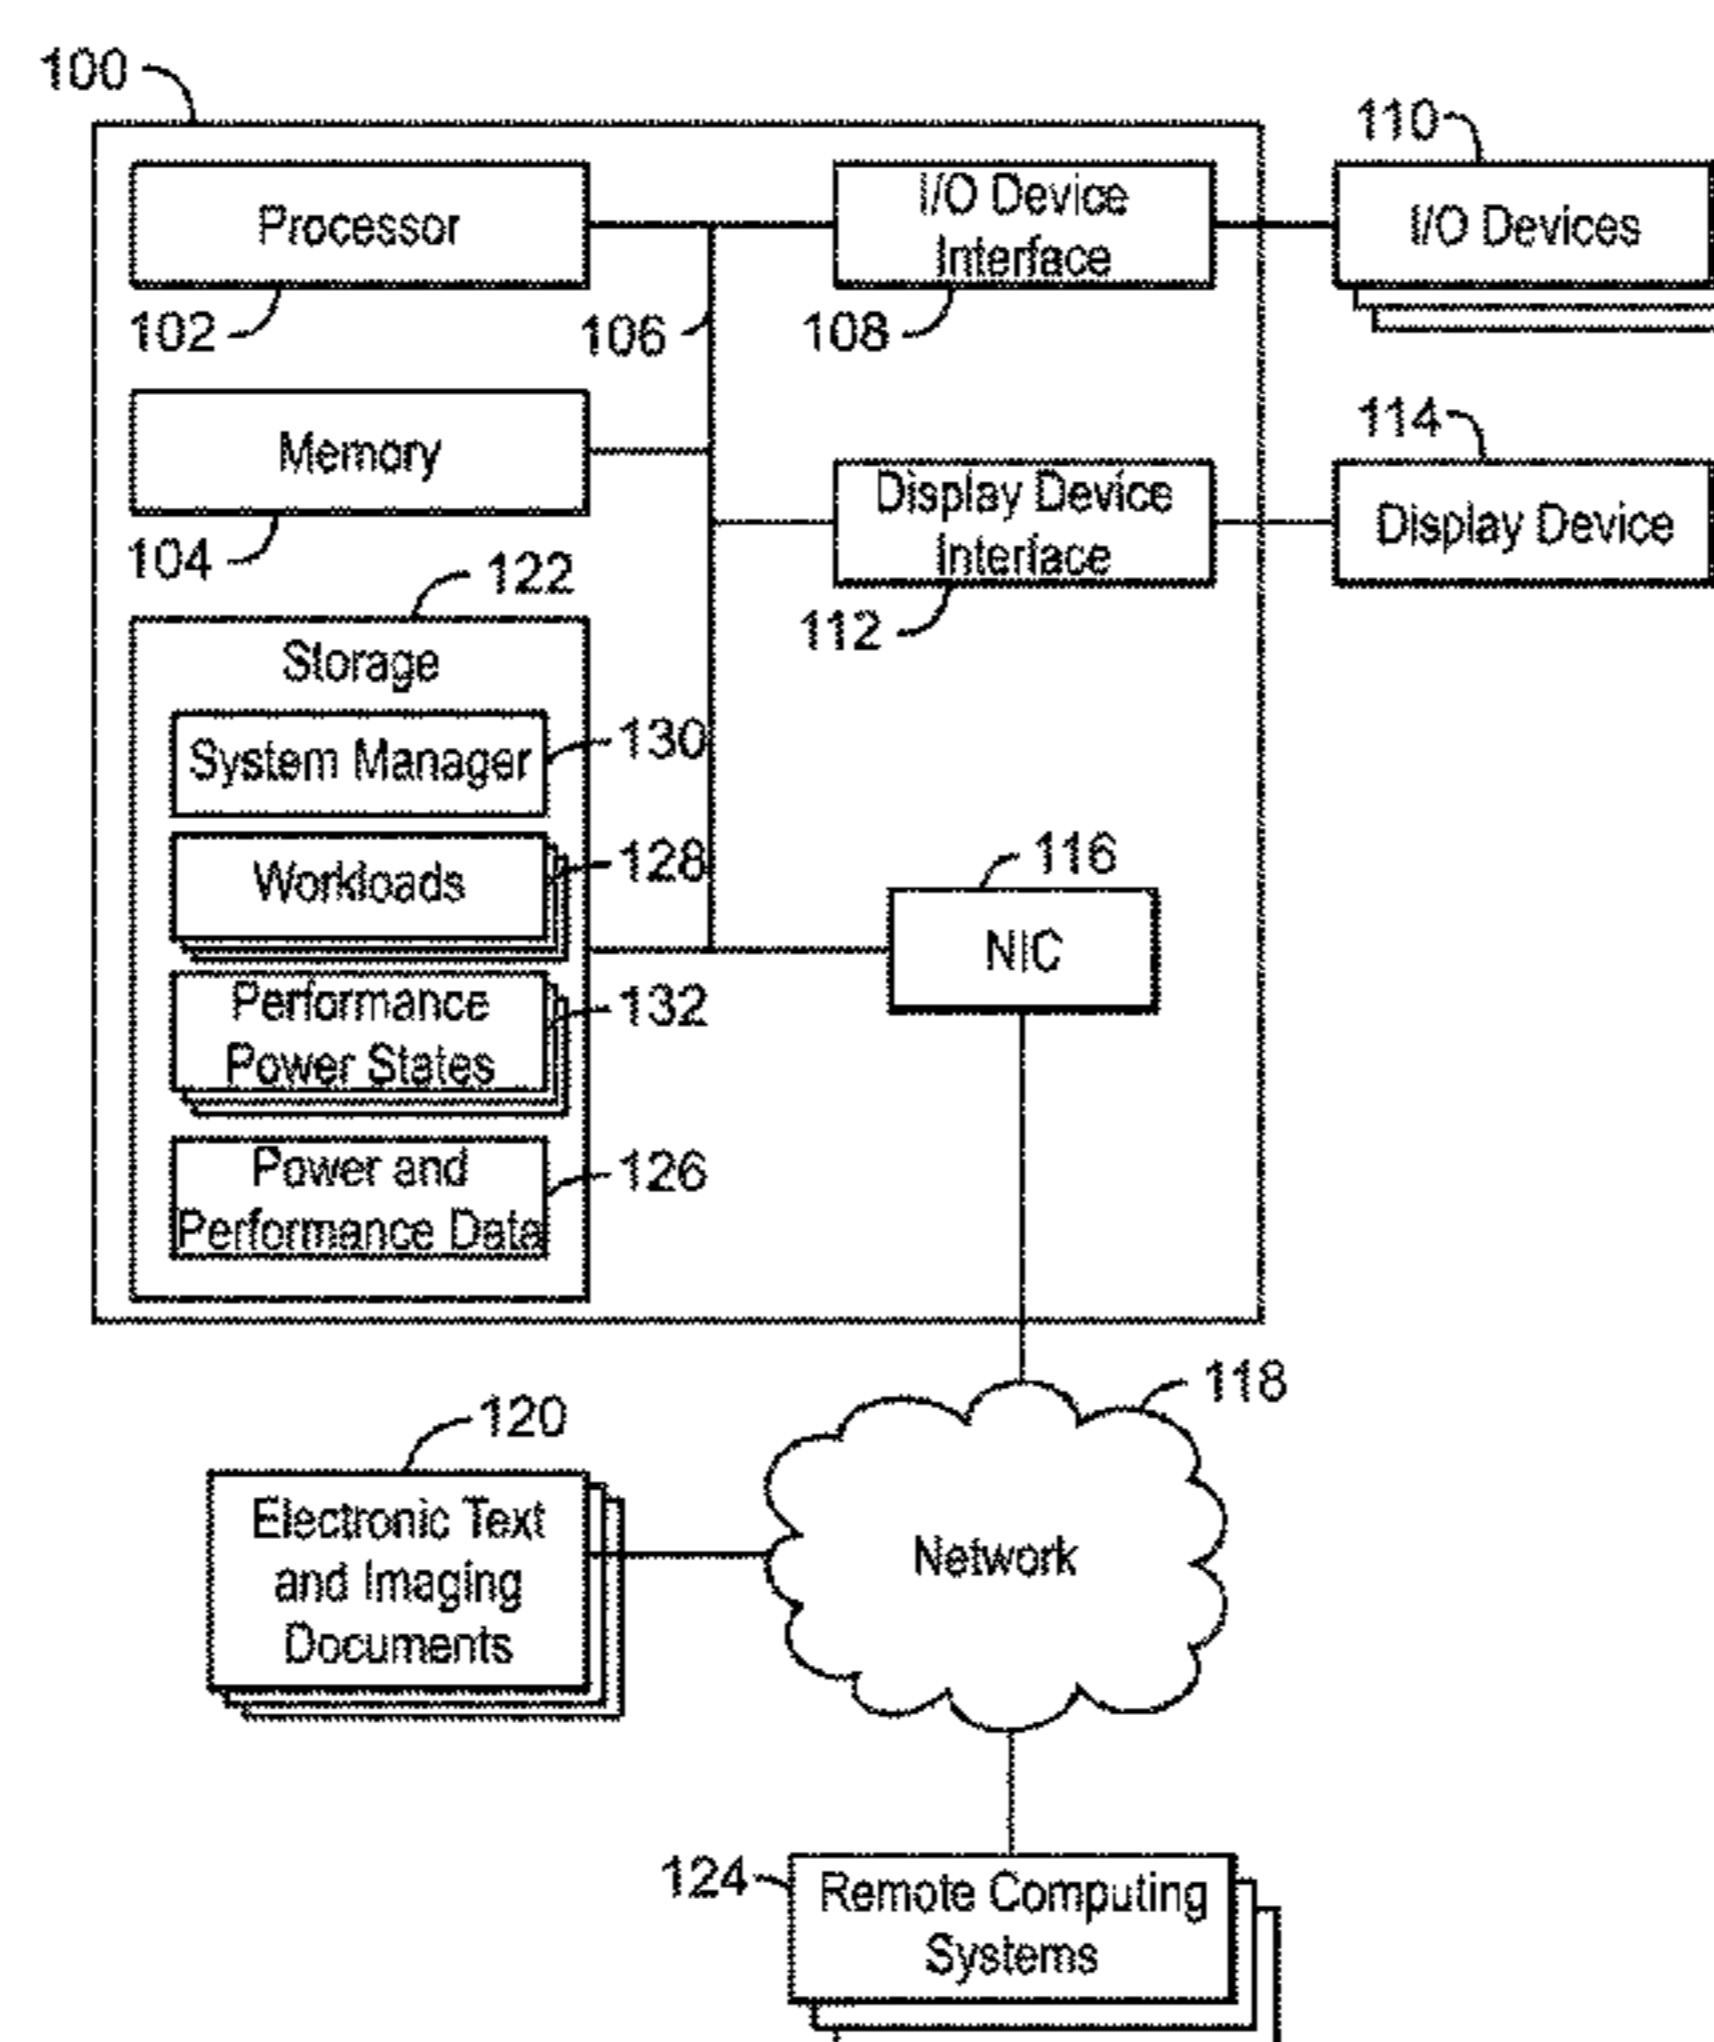 100
110
Processor
I/O Device
Interface
I/O Devices
102
106
108
114
Memory
Display Device
Interface
Display Device
104
122
112
Storage
System Manager
130
Workloads
128
116
NIC
Performance
Power States
132
Power and
Performance Data
126
118
120
Electronic Text
and Imaging
Documents
Network
124
Remote Computing
Systems